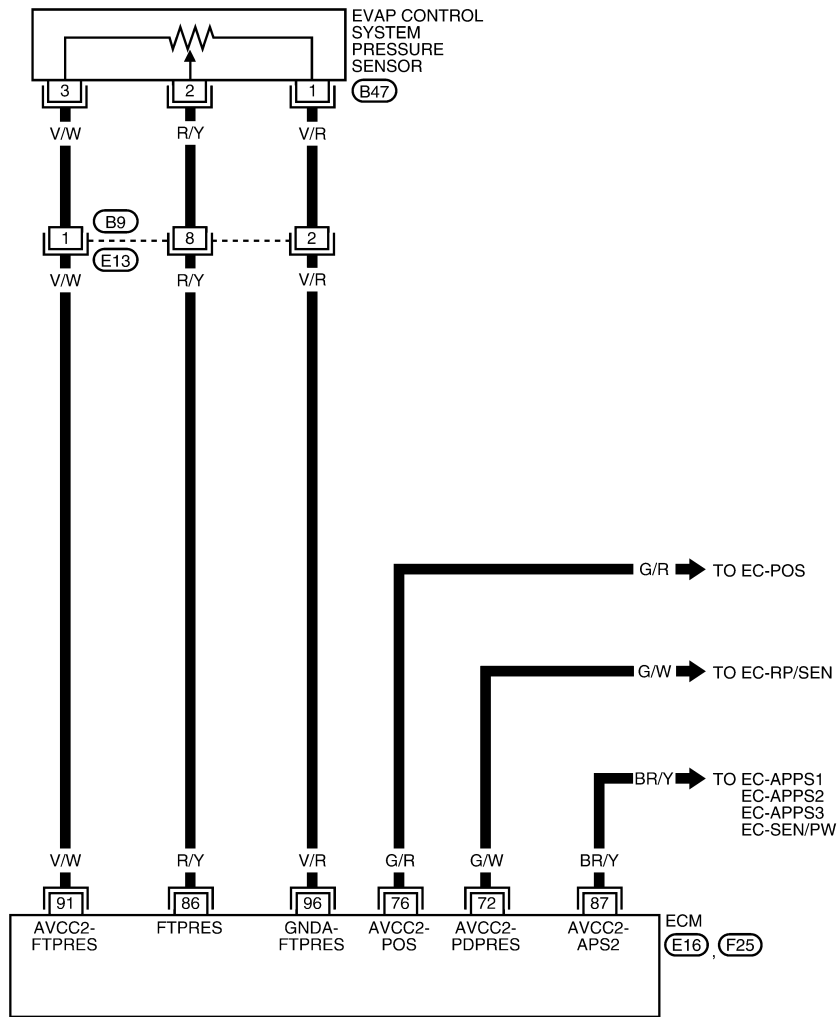 EVAP CONTROL
SYSTEM
PRESSURE
SENSOR
3 2 1 B47
V/W R/Y V/R
B9
1 8 2
E13
V/W R/Y V/R
G/R TO EC-POS
G/W TO EC-RP/SEN
BR/Y TO EC-APPS1
EC-APPS2
EC-APPS3
EC-SEN/PW
V/W R/Y V/R G/R G/W BR/Y
91 86 96 76 72 87
ECM
AVCC2-FTPRES FTPRES GNDA-FTPRES AVCC2-POS AVCC2-PDPRES AVCC2-APS2
E16 , F25